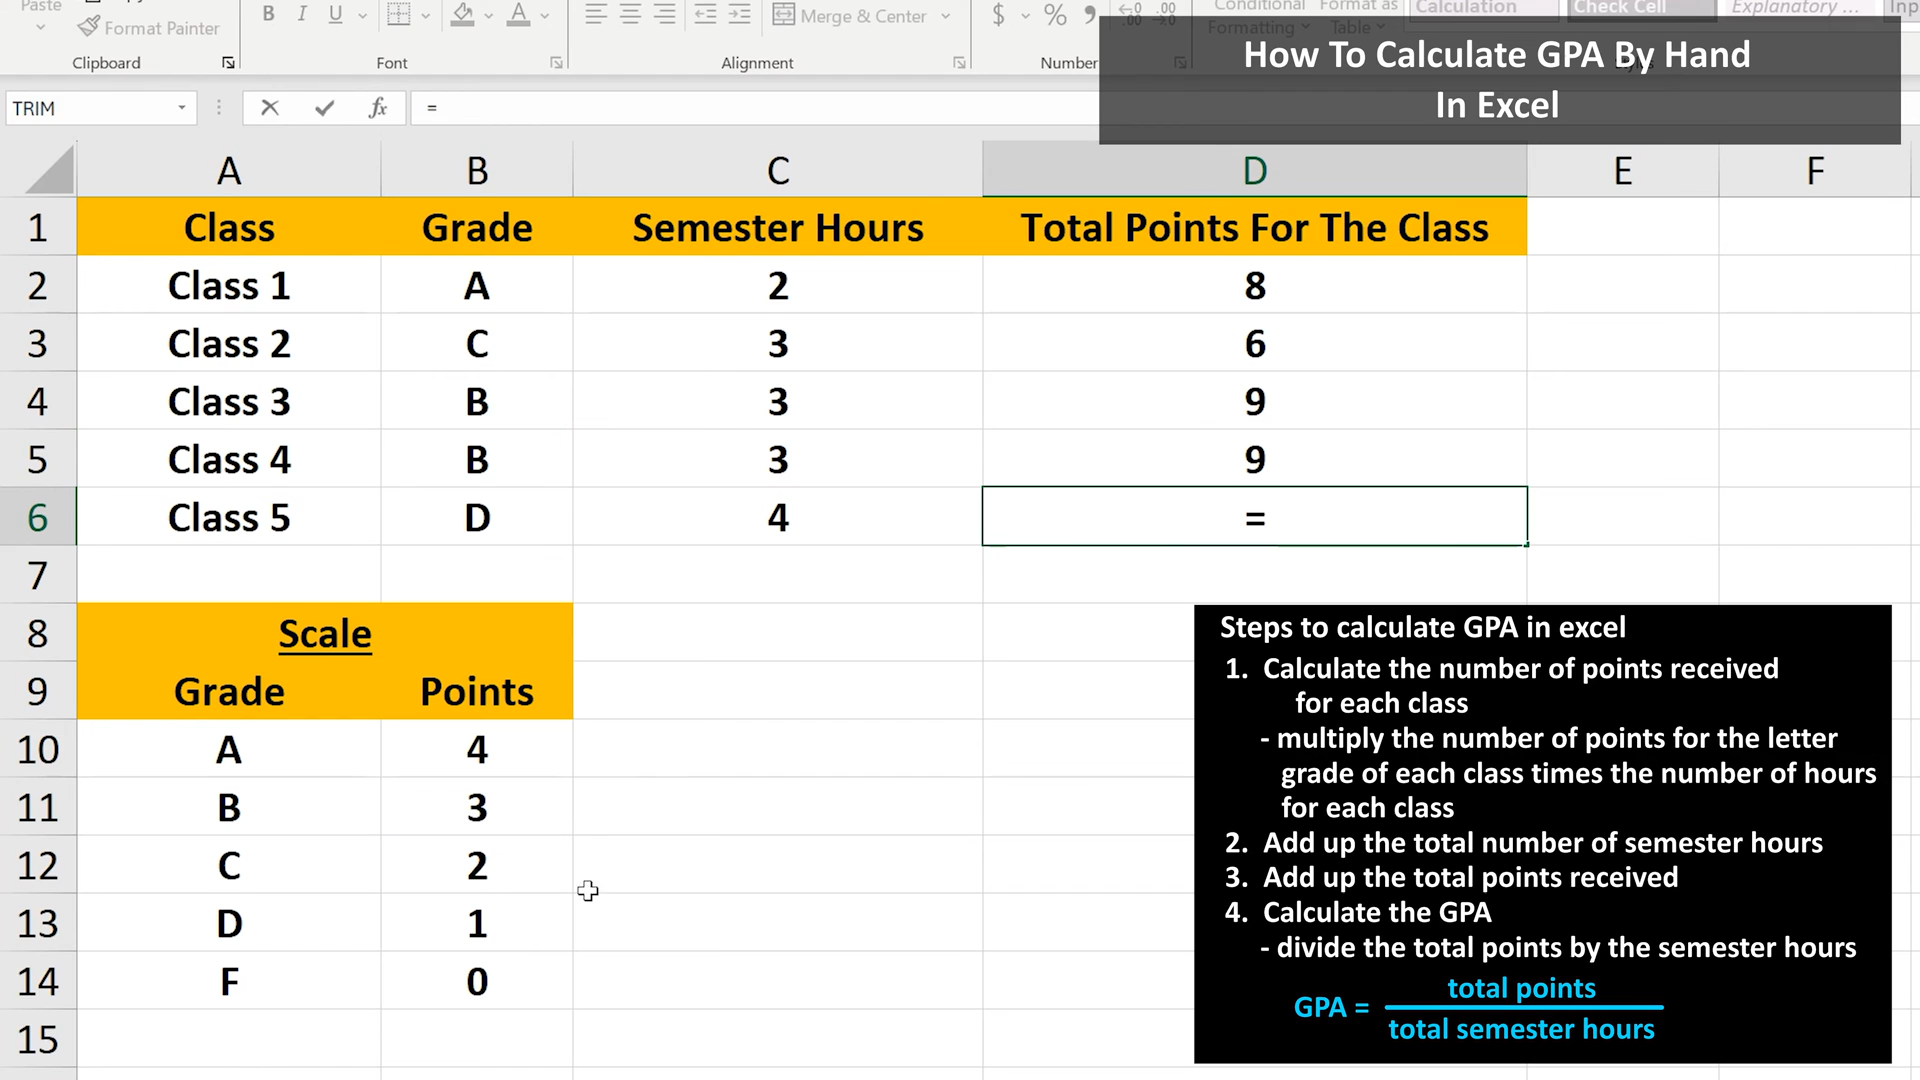 Paste
Format Painter
B I U
A
Merge & Center
$ % 9
Conditional Format as
Formatting Table
Calculation Check Cell Explanatory ... Inp
Clipboard Font Alignment Number
How To Calculate GPA By Hand
In Excel
TRIM fx =
A B C D E F
1 Class Grade Semester Hours Total Points For The Class
2 Class 1 A 2 8
3 Class 2 C 3 6
4 Class 3 B 3 9
5 Class 4 B 3 9
6 Class 5 D 4 =
7
8 Scale
9 Grade Points
10 A 4
11 B 3
12 C 2
13 D 1
14 F 0
15
Steps to calculate GPA in excel
1. Calculate the number of points received
for each class
- multiply the number of points for the letter
grade of each class times the number of hours
for each class
2. Add up the total number of semester hours
3. Add up the total points received
4. Calculate the GPA
- divide the total points by the semester hours
total points
GPA =
total semester hours